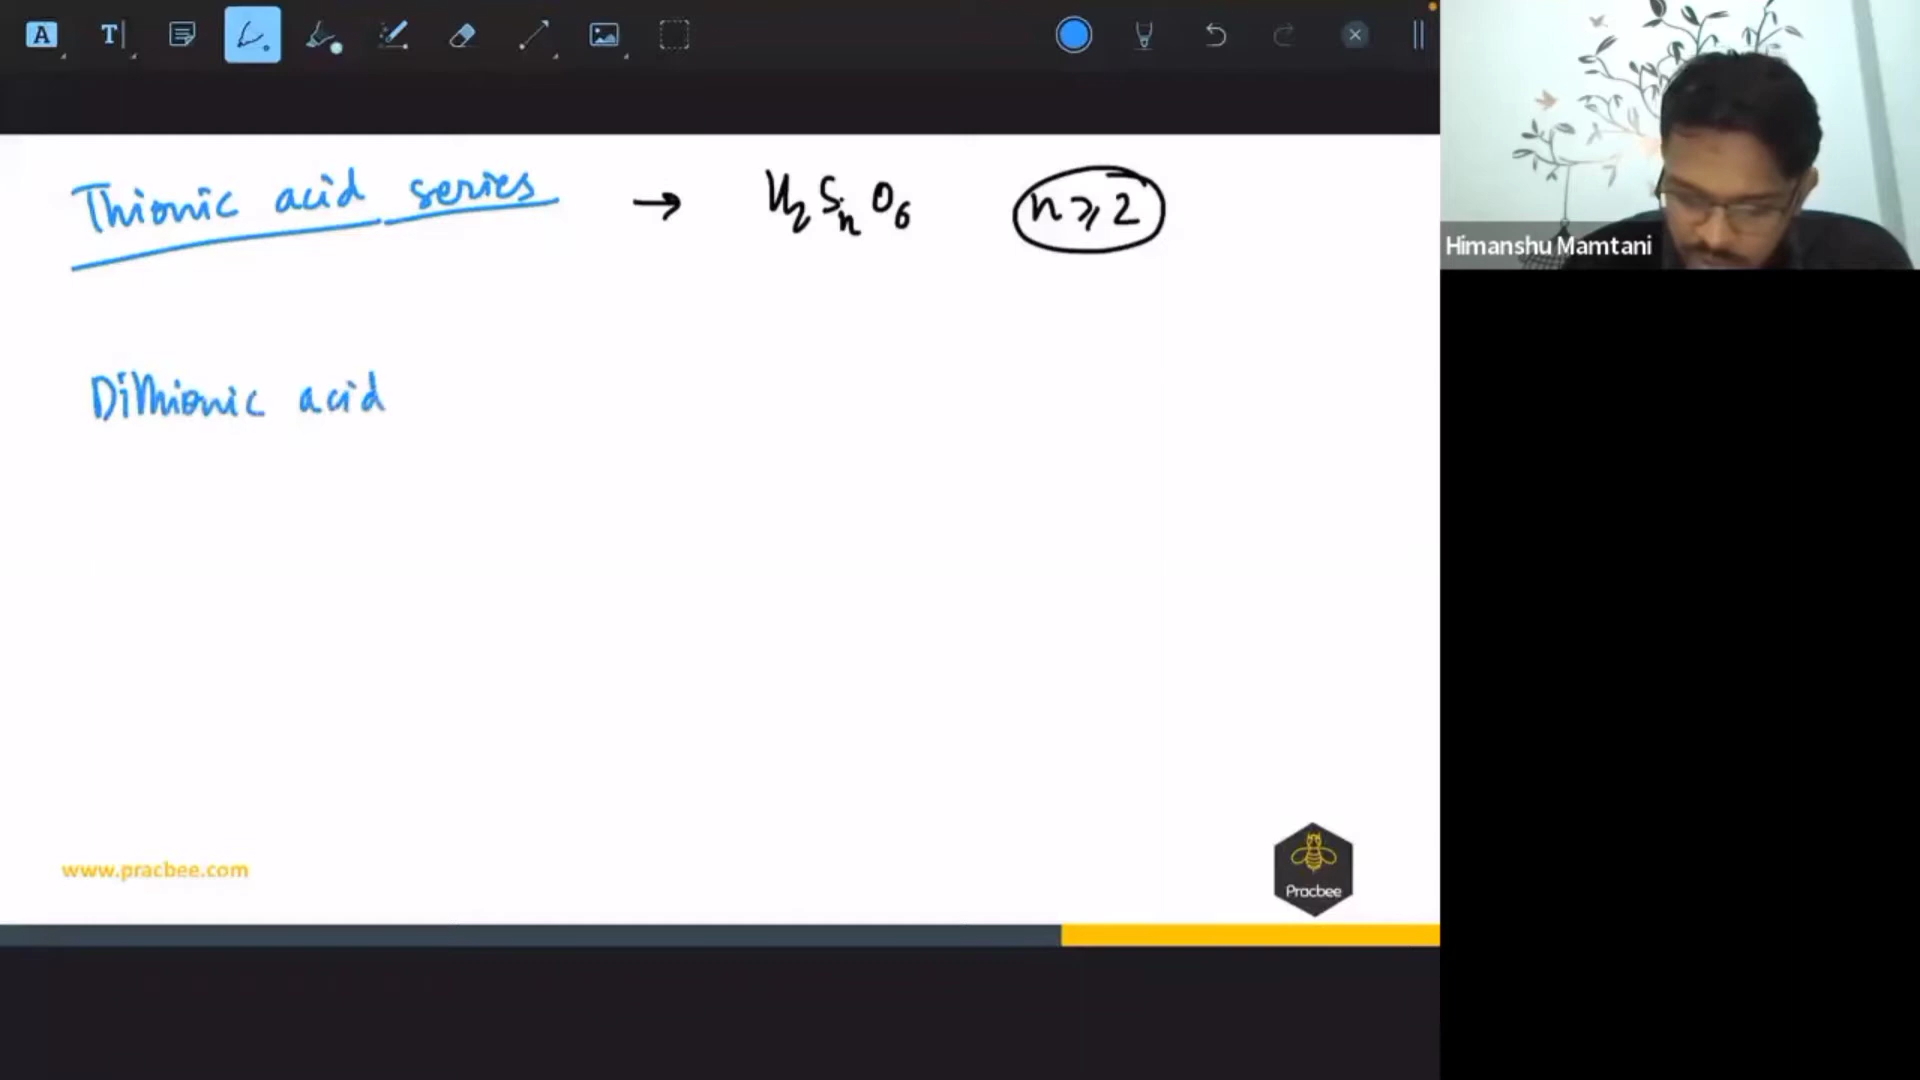 A T
Thionic acid series → H₂SₙO₆ n ⩾ 2
Himanshu Mamtani
Dithionic acid
www.pracbee.com
Pracbee